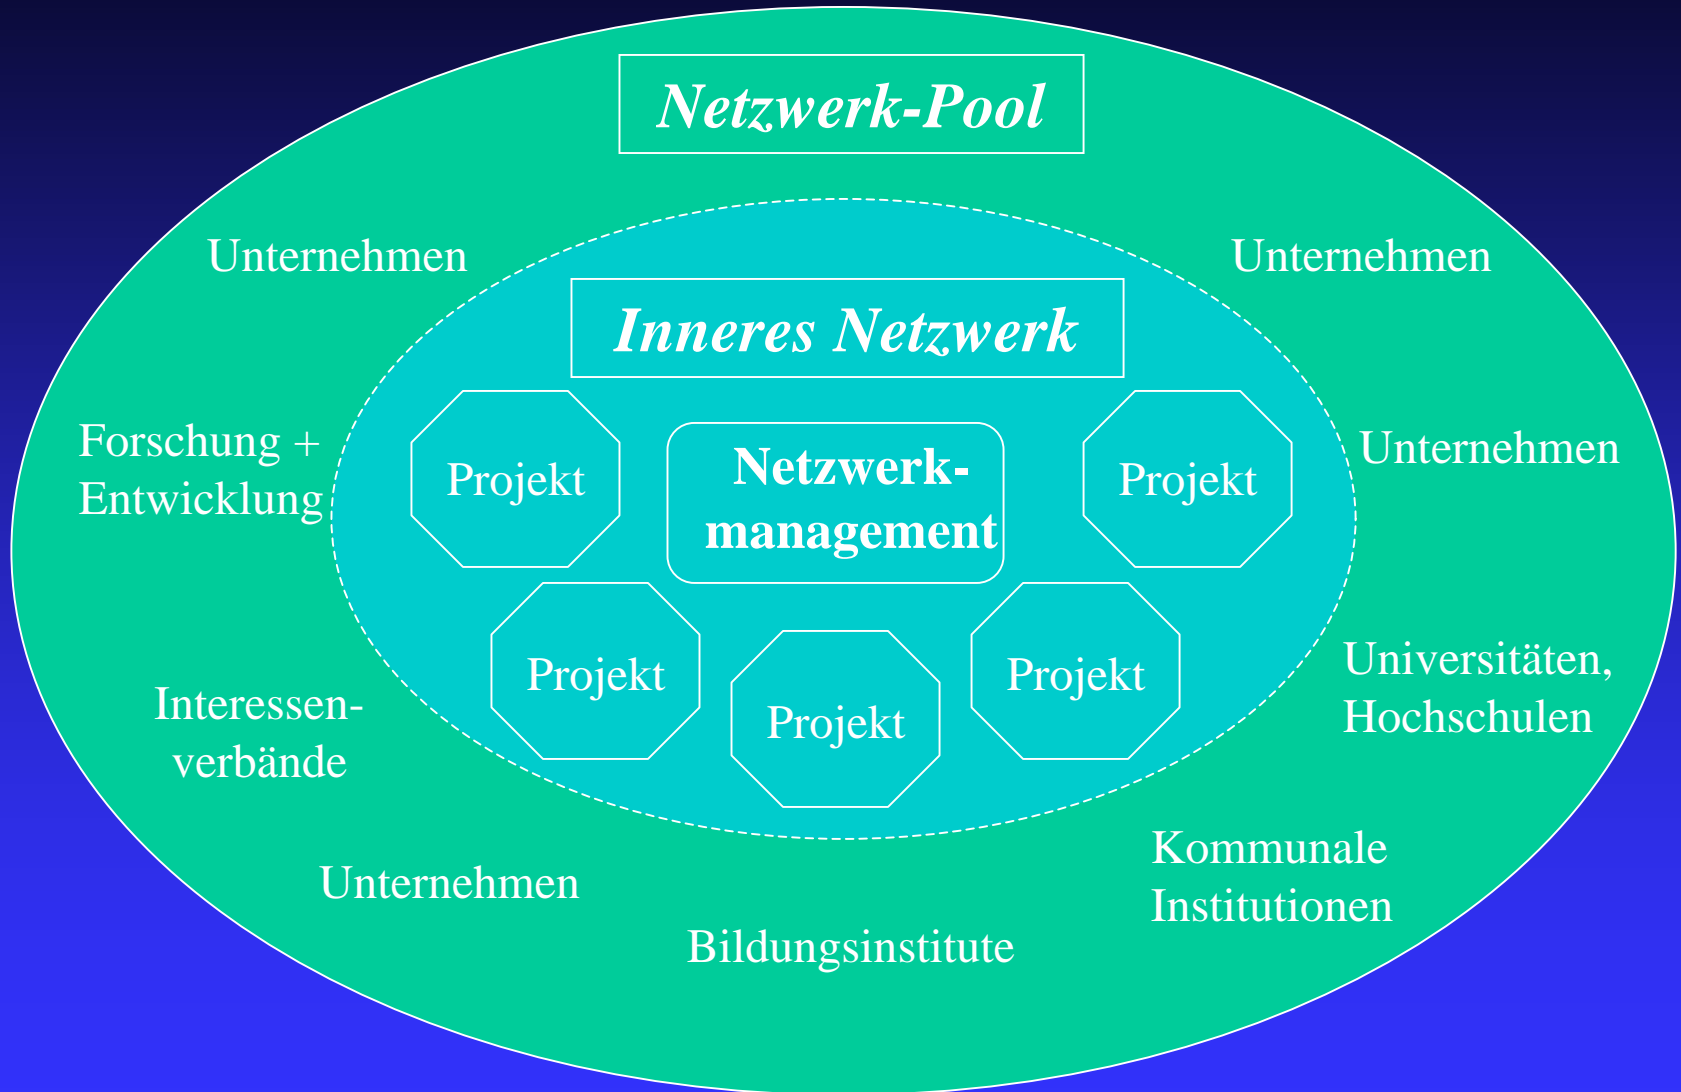 Netzwerk-Pool
Unternehmen
Unternehmen
Inneres Netzwerk
Forschung +
Entwicklung
Projekt
Netzwerk-
management
Projekt
Unternehmen
Projekt
Projekt
Projekt
Universitäten,
Hochschulen
Interessen-
verbände
Unternehmen
Kommunale
Institutionen
Bildungsinstitute